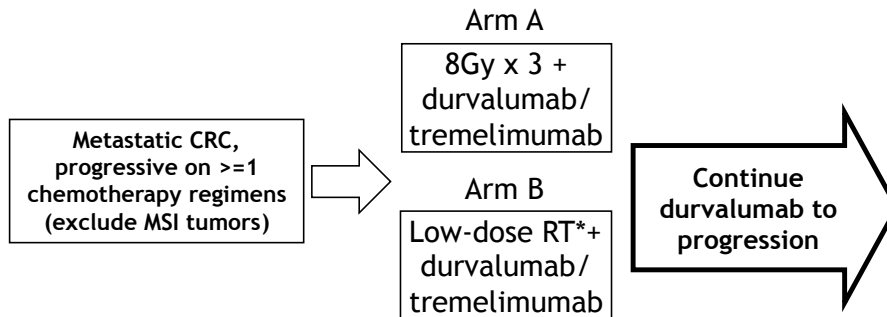 Arm A
8Gy x 3 +
durvalumab/
tremelimumab
Metastatic CRC,
progressive on >=1
chemotherapy regimens
(exclude MSI tumors)
Arm B
Low-dose RT*+
durvalumab/
tremelimumab
Continue
durvalumab to
progression